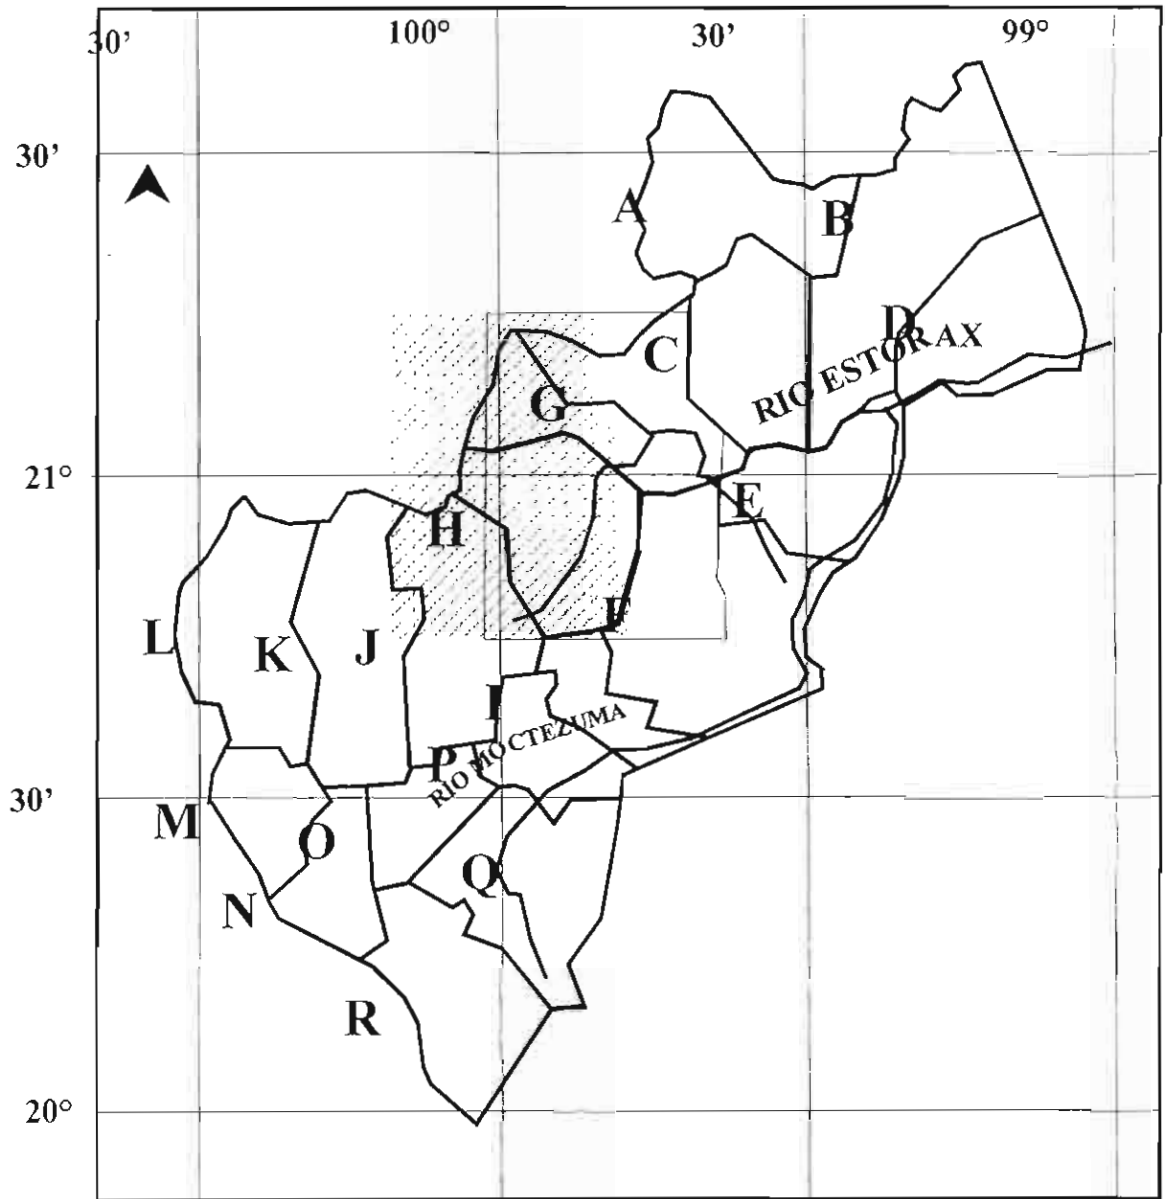 30’ 100° 30’ 99°
30’
A
B
D
C
RIO ESTORAX
G
21°
E
H
F
L
K
J
I
RIO MOCTEZUMA
P
30’
M
O
Q
N
R
20°